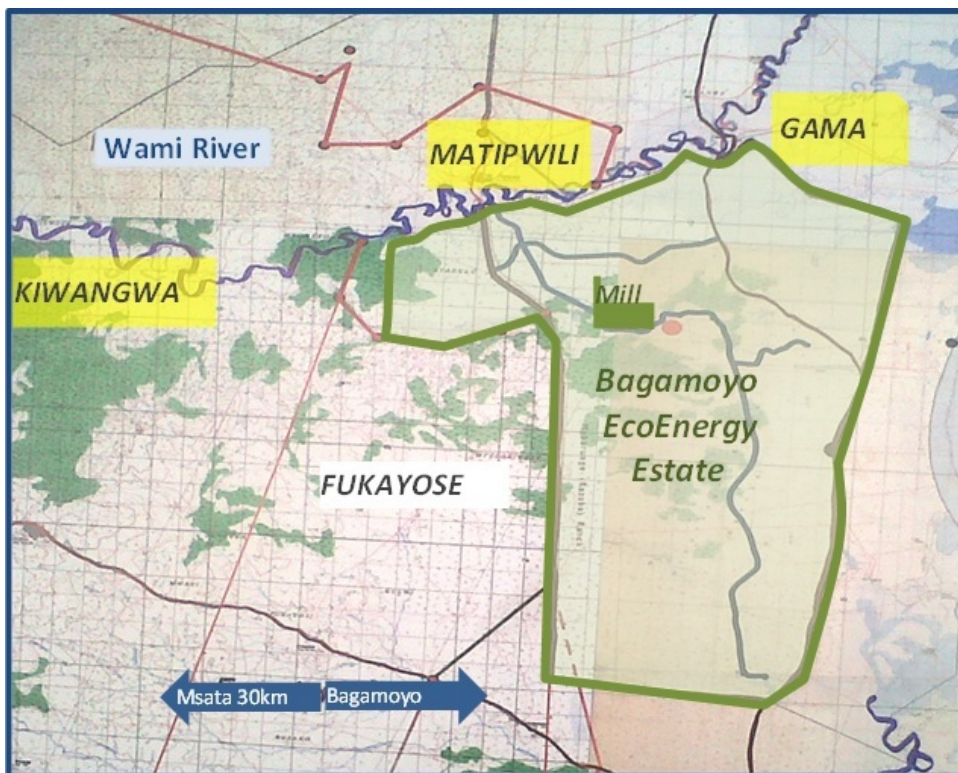 GAMA
Wami River
MATIPWILI
KIWANGWA
Mill
Bagamoyo
EcoEnergy
Estate
FUKAYOSE
Msata 30km
Bagamoyo